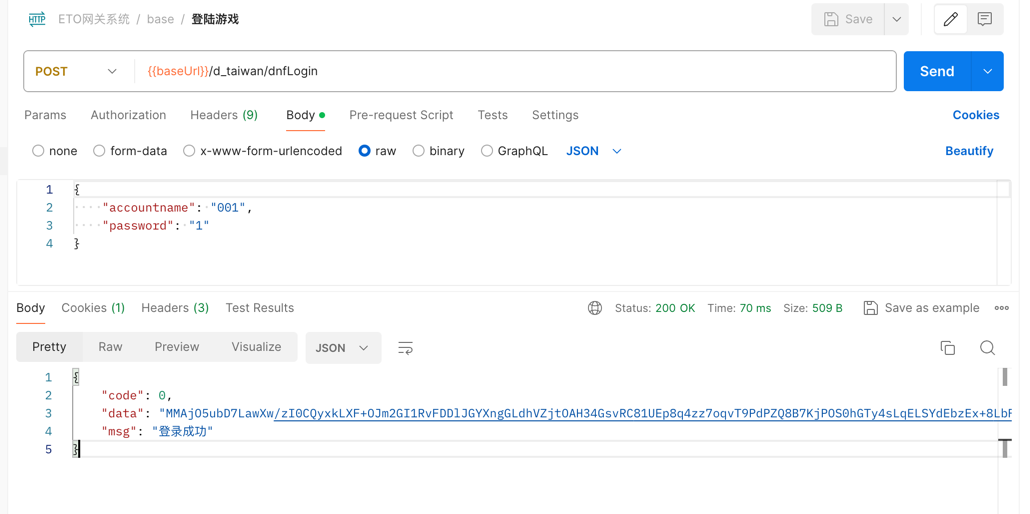 HTTP ETO网关系统 / base / 登陆游戏 Save
POST {{baseUrl}}/d_taiwan/dnfLogin Send
Params Authorization Headers (9) Body Pre-request Script Tests Settings Cookies
none form-data x-www-form-urlencoded raw binary GraphQL JSON Beautify
1 {
2 "accountname": "001",
3 "password": "1"
4 }
Body Cookies (1) Headers (3) Test Results Status: 200 OK Time: 70 ms Size: 509 B Save as example
Pretty Raw Preview Visualize JSON
1 {
2 "code": 0,
3 "data": "MMAjO5ubD7LawXw/zI0CQyxkLXF+OJm2GI1RvFDDlJGYXngGLdhVZjtOAH34GsvRC81UEp8q4zz7oqvT9PdPZQ8B7KjPOS0hGTy4sLqELSYdEbzEx+8LbF
4 "msg": "登录成功"
5 }